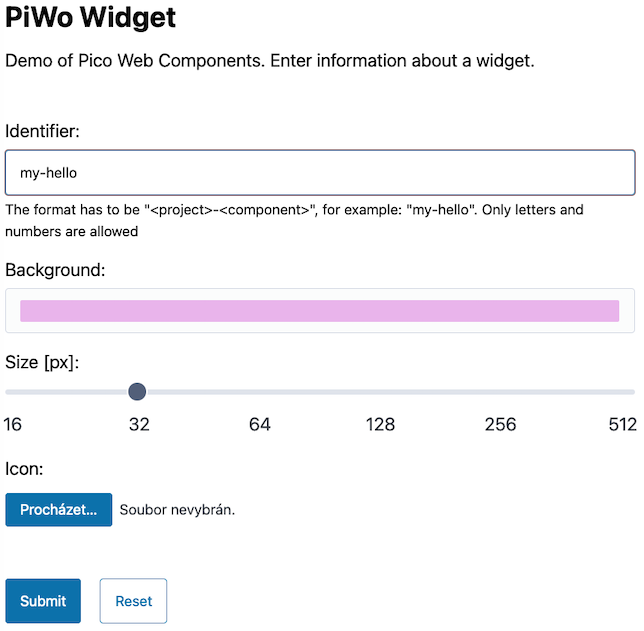 PiWo Widget
Demo of Pico Web Components. Enter information about a widget.
Identifier:
my-hello
The format has to be "<project>-<component>", for example: "my-hello". Only letters and
numbers are allowed
Background:
Size [px]:
16 32 64 128 256 512
Icon:
Procházet... Soubor nevybrán.
Submit Reset